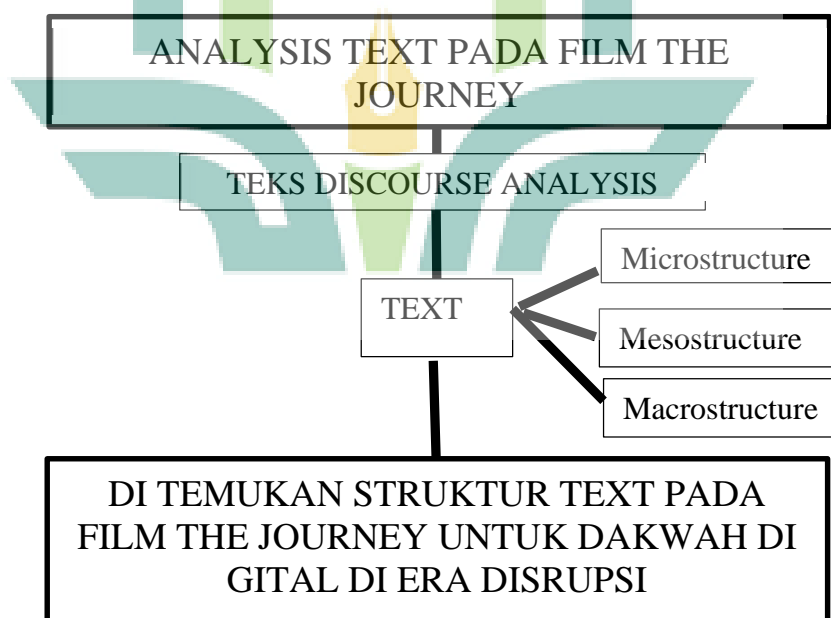 ANALYSIS TEXT PADA FILM THE
JOURNEY
TEKS DISCOURSE ANALYSIS
Microstructure
TEXT
Mesostructure
Macrostructure
DI TEMUKAN STRUKTUR TEXT PADA
FILM THE JOURNEY UNTUK DAKWAH DI
GITAL DI ERA DISRUPSI